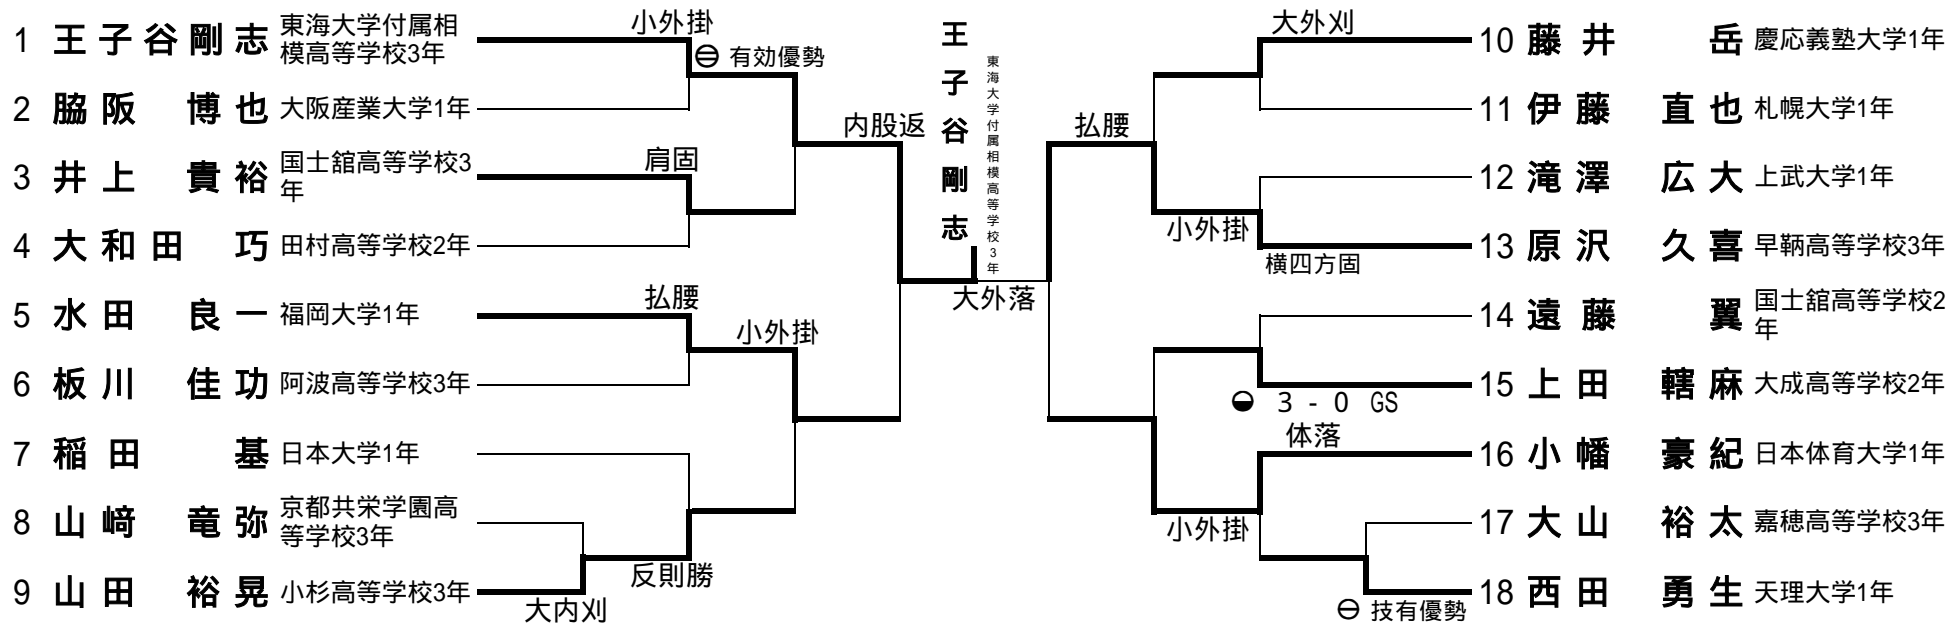 1 王子谷剛志 東海大学付属相
模高等学校3年
2 脇阪 博也 大阪産業大学1年
3 井上 貴裕 国士舘高等学校3
年
4 大和田 巧 田村高等学校2年
5 水田 良一 福岡大学1年
6 板川 佳功 阿波高等学校3年
7 稲田 基 日本大学1年
8 山﨑 竜弥 京都共栄学園高
等学校3年
9 山田 裕晃 小杉高等学校3年
小外掛
⊖ 有効優勢
肩固
内股返
払腰
小外掛
反則勝
大内刈
王子谷剛志
東海大学付属相模高等学校3年
大外落
大外刈
払腰
小外掛
横四方固
3 - 0 GS
体落
小外掛
⊖ 技有優勢
10 藤井 岳 慶応義塾大学1年
11 伊藤 直也 札幌大学1年
12 滝澤 広大 上武大学1年
13 原沢 久喜 早鞆高等学校3年
14 遠藤 翼 国士舘高等学校2
年
15 上田 轄麻 大成高等学校2年
16 小幡 豪紀 日本体育大学1年
17 大山 裕太 嘉穂高等学校3年
18 西田 勇生 天理大学1年